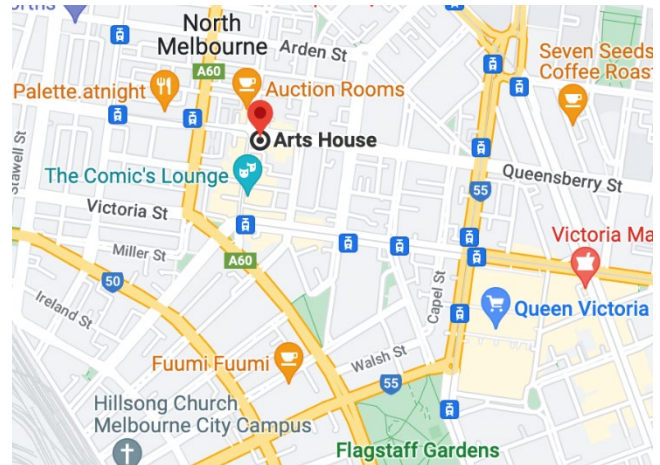 North
Melbourne
Arden St
A60
Seven Seeds
Coffee Roast
Palette.atnight
Auction Rooms
Arts House
Stawell St
The Comic's Lounge
Queensberry St
55
Victoria St
Miller St
A60
Victoria Ma
50
Capel St
Ireland St
Queen Victoria
Fuumi Fuumi
Walsh St
55
Hillsong Church
Melbourne City Campus
Flagstaff Gardens